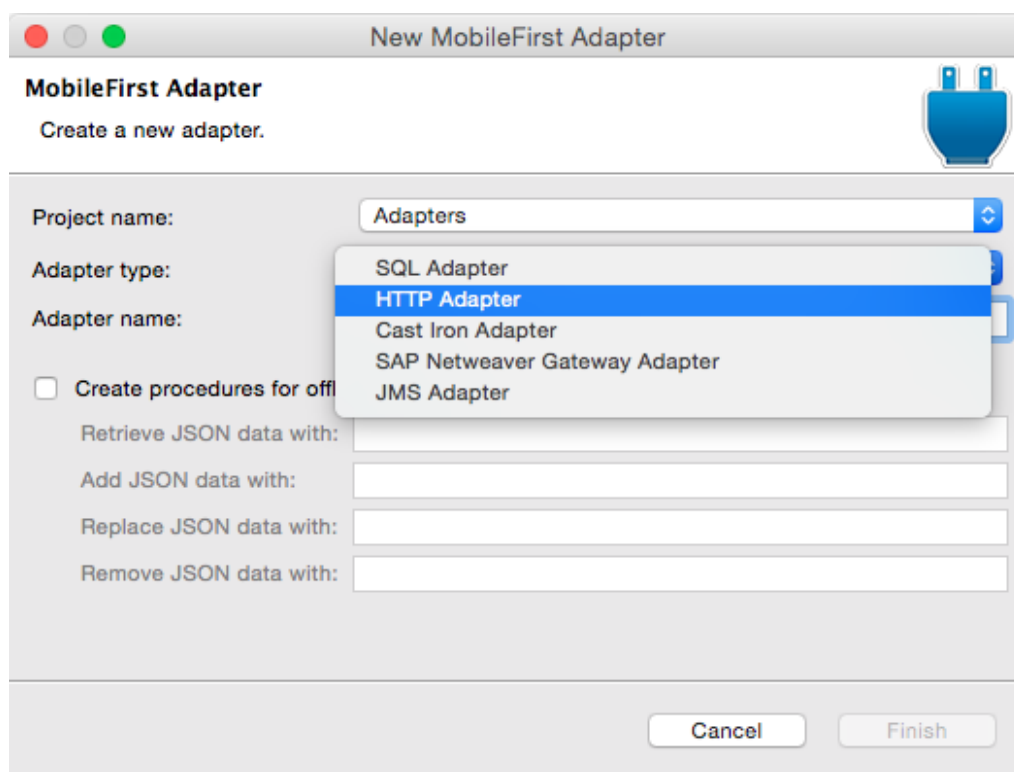 New MobileFirst Adapter
MobileFirst Adapter
Create a new adapter.
Project name: Adapters
Adapter type:
SQL Adapter
HTTP Adapter
Adapter name:
Cast Iron Adapter
SAP Netweaver Gateway Adapter
Create procedures for offl
JMS Adapter
Retrieve JSON data with:
Add JSON data with:
Replace JSON data with:
Remove JSON data with:
Cancel Finish